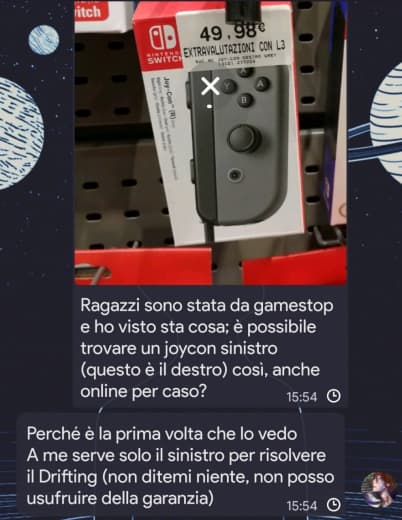 witch
49,98€
EXTRAVALUTAZIONI CON L3
NINTENDO
SWITCH
Joy-Con™ (R)
Y
A
B
Ragazzi sono stata da gamestop
e ho visto sta cosa; è possibile
trovare un joycon sinistro
(questo è il destro) così, anche
online per caso?
15:54
Perché è la prima volta che lo vedo
A me serve solo il sinistro per risolvere
il Drifting (non ditemi niente, non posso
usufruire della garanzia)
15:54